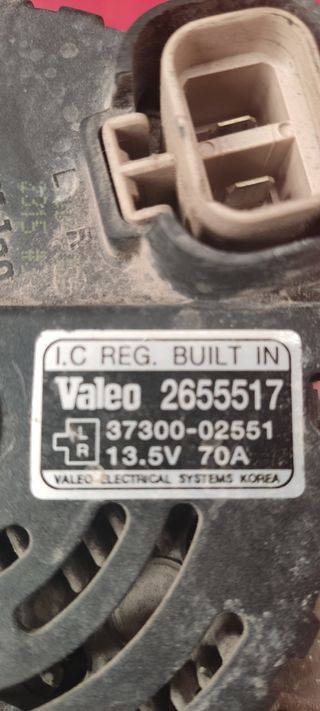 L
R
I.C REG. BUILT IN
Valeo 2655517
L 37300-02551
R 13.5V 70A
VALEO ELECTRICAL SYSTEMS KOREA